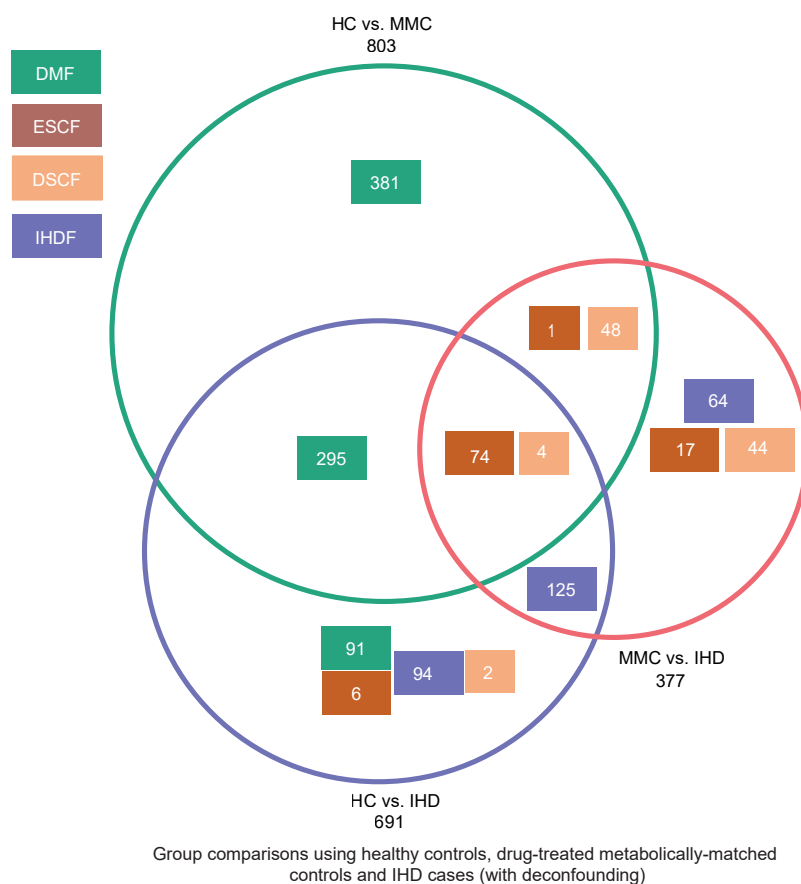 HC vs. MMC
803
DMF
ESCF
DSCF
IHDF
381
1
48
64
17
44
295
74
4
125
91
6
94
2
MMC vs. IHD
377
HC vs. IHD
691
Group comparisons using healthy controls, drug-treated metabolically-matched
controls and IHD cases (with deconfounding)